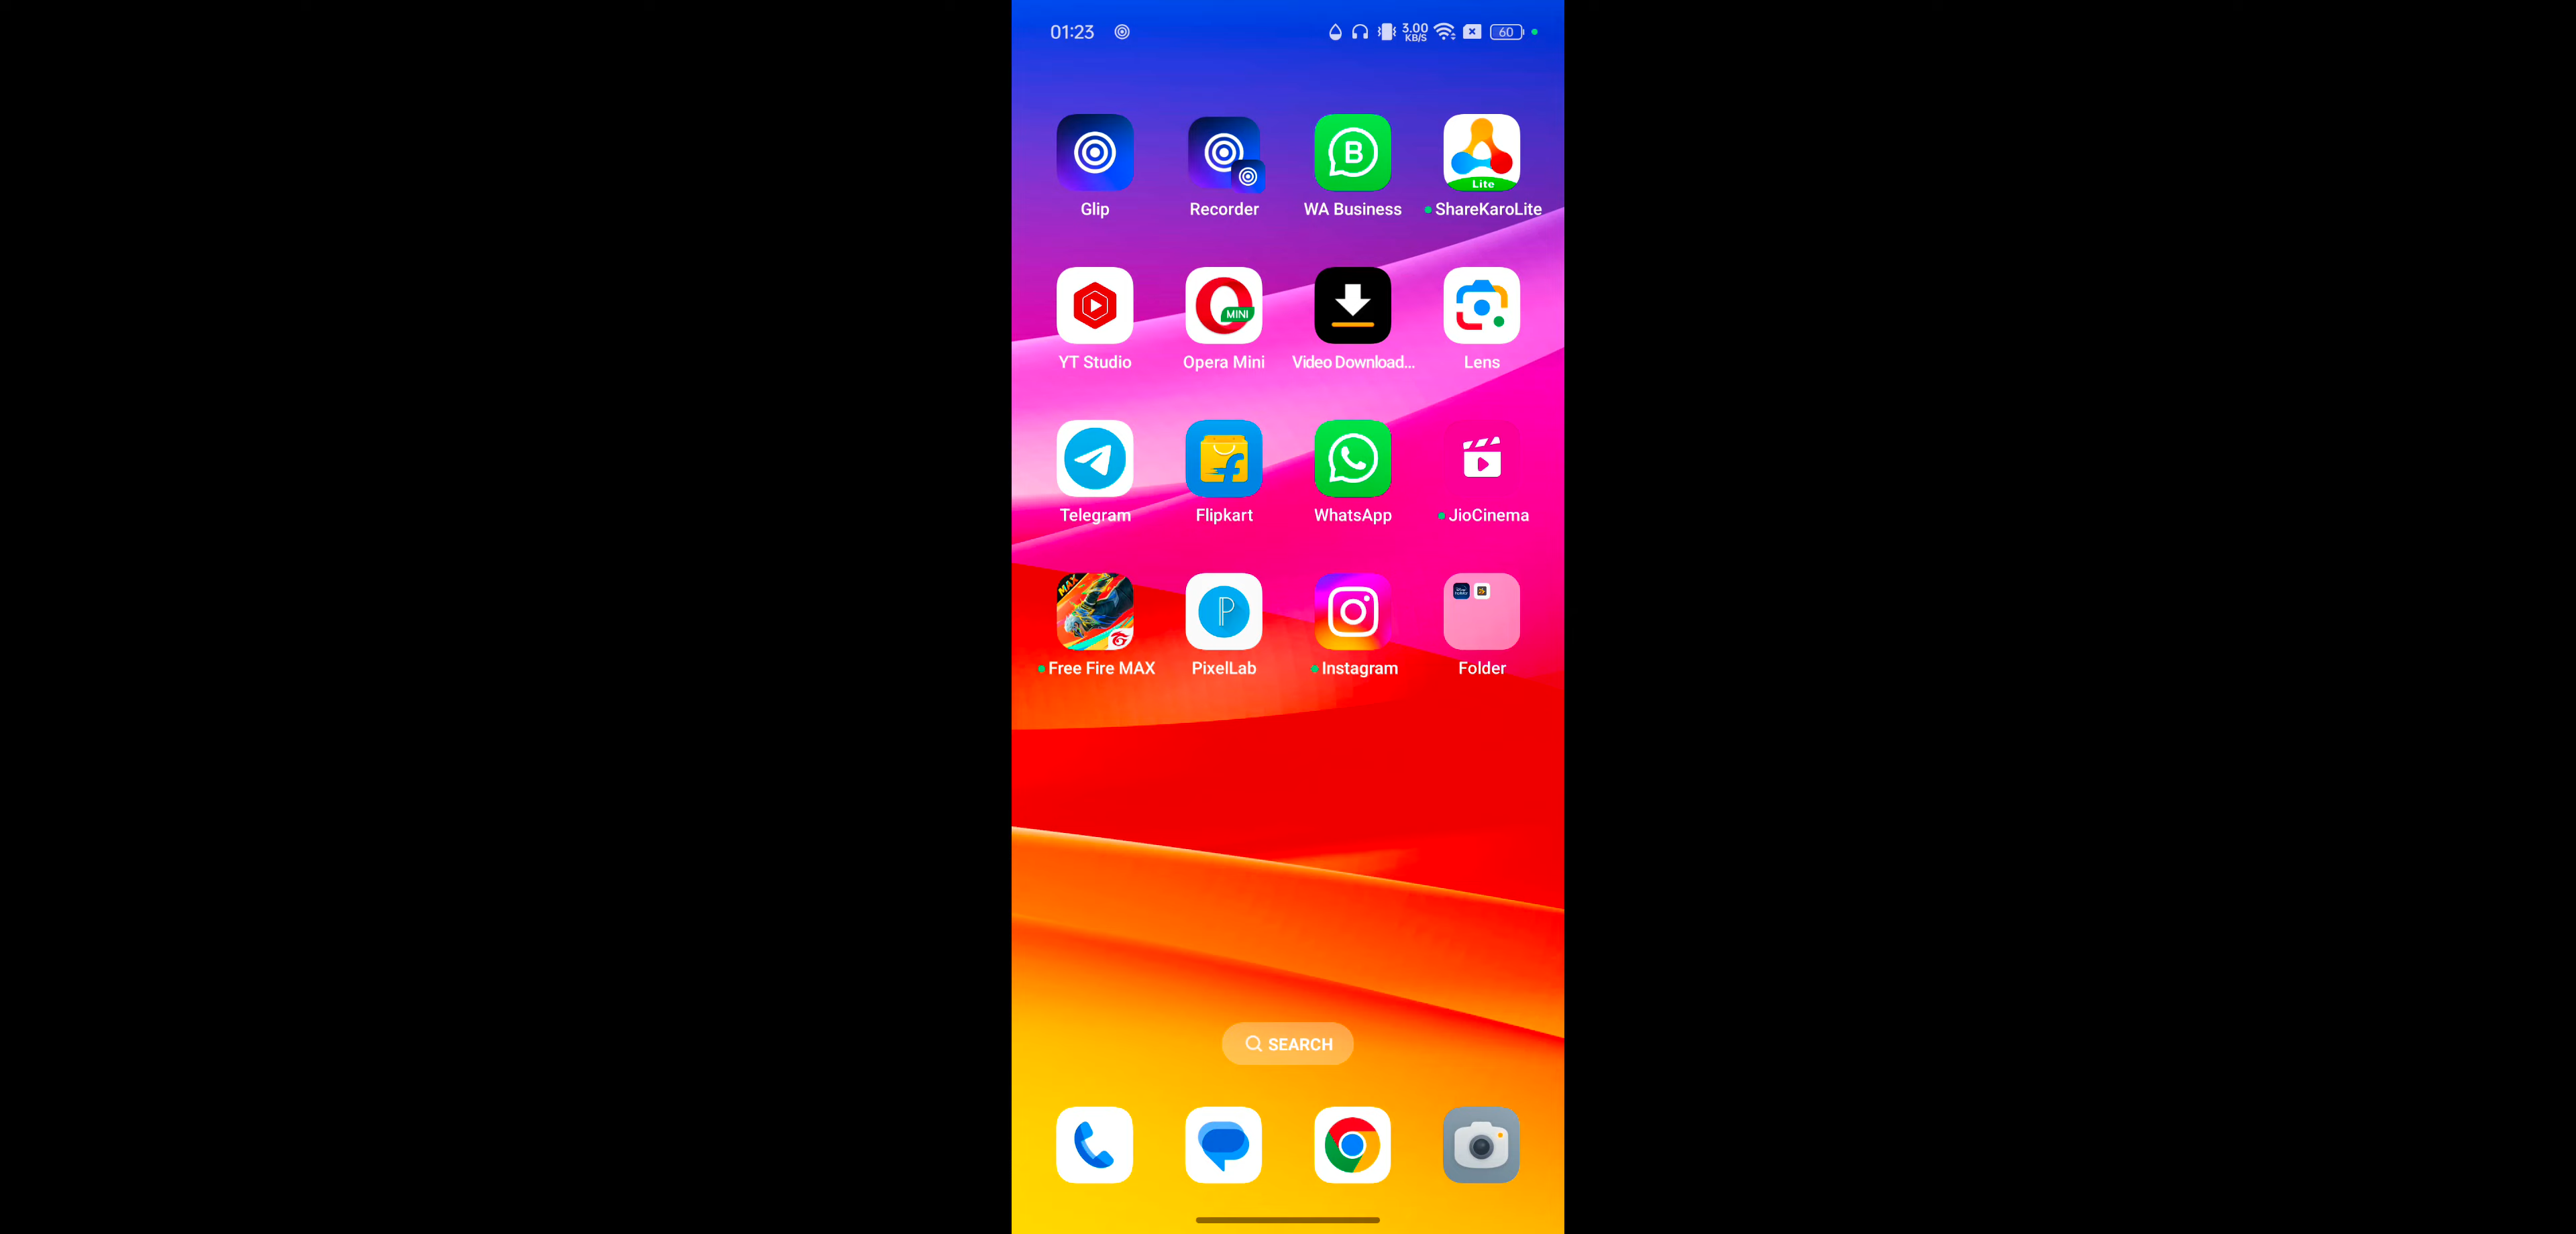 01:23
3.00
KB/S
60
B
Lite
Glip
Recorder
WA Business
ShareKaroLite
MINI
YT Studio
Opera Mini
Video Download...
Lens
Telegram
Flipkart
WhatsApp
JioCinema
MAX
P
Free Fire MAX
PixelLab
Instagram
Folder
SEARCH